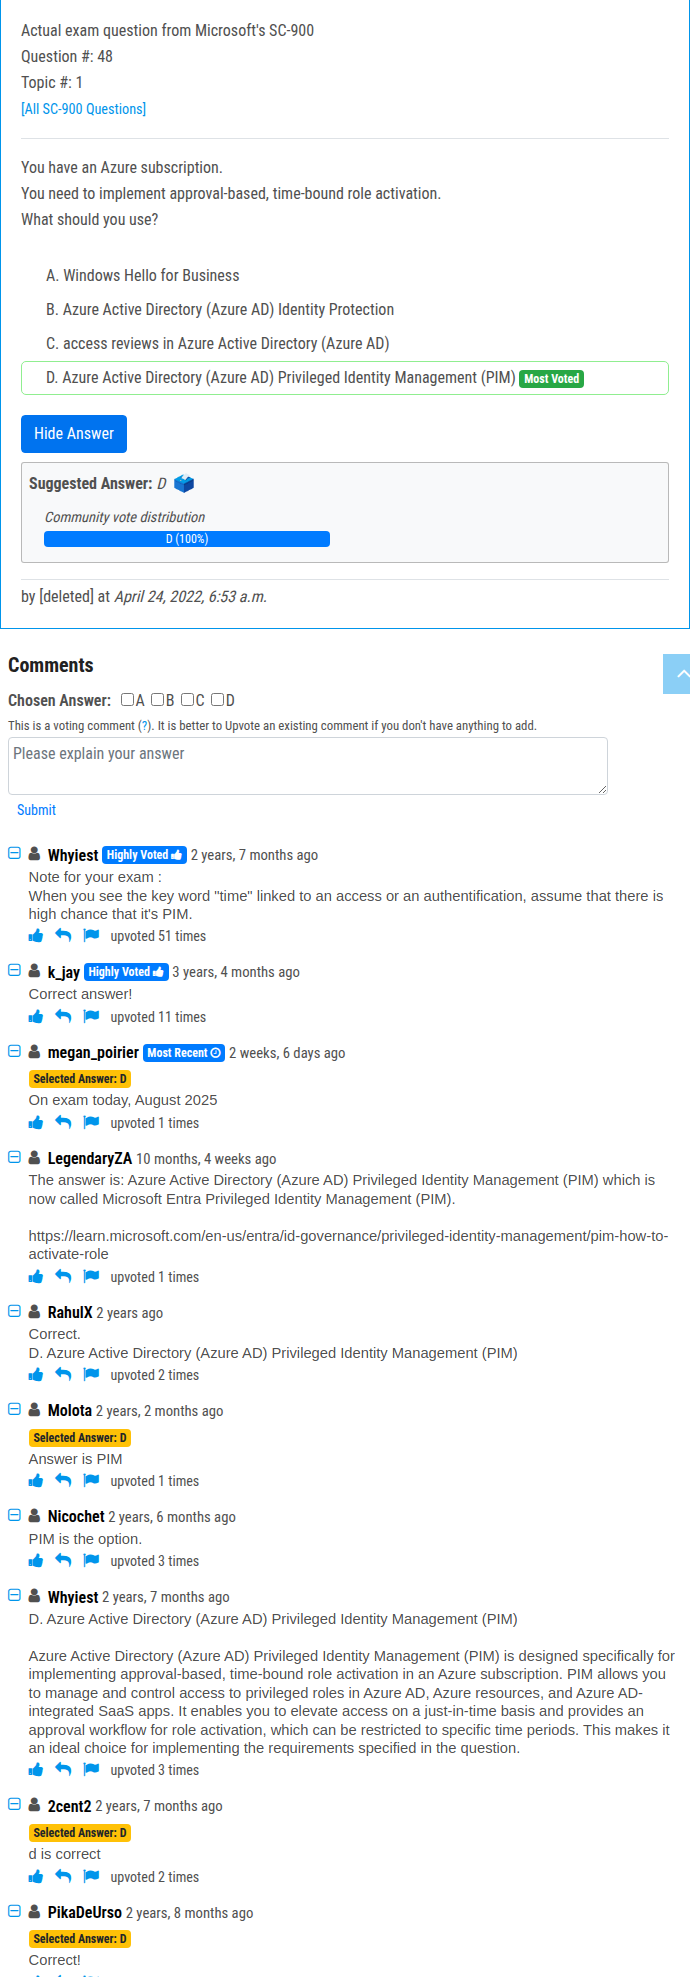 Actual exam question from Microsoft's SC-900
Question #: 48
Topic #: 1
[All SC-900 Questions]
You have an Azure subscription.
You need to implement approval-based, time-bound role activation.
What should you use?
A. Windows Hello for Business
B. Azure Active Directory (Azure AD) Identity Protection
C. access reviews in Azure Active Directory (Azure AD)
D. Azure Active Directory (Azure AD) Privileged Identity Management (PIM) Most Voted
Hide Answer
Suggested Answer: D
Community vote distribution
D (100%)
by [deleted] at April 24, 2022, 6:53 a.m.
Comments
Chosen Answer: A B C D
This is a voting comment (?). It is better to Upvote an existing comment if you don't have anything to add.
Please explain your answer
Submit
Whyiest Highly Voted 2 years, 7 months ago
Note for your exam :
When you see the key word "time" linked to an access or an authentification, assume that there is
high chance that it's PIM.
upvoted 51 times
k_jay Highly Voted 3 years, 4 months ago
Correct answer!
upvoted 11 times
megan_poirier Most Recent 2 weeks, 6 days ago
Selected Answer: D
On exam today, August 2025
upvoted 1 times
LegendaryZA 10 months, 4 weeks ago
The answer is: Azure Active Directory (Azure AD) Privileged Identity Management (PIM) which is
now called Microsoft Entra Privileged Identity Management (PIM).
https://learn.microsoft.com/en-us/entra/id-governance/privileged-identity-management/pim-how-to-
activate-role
upvoted 1 times
RahulX 2 years ago
Correct.
D. Azure Active Directory (Azure AD) Privileged Identity Management (PIM)
upvoted 2 times
Molota 2 years, 2 months ago
Selected Answer: D
Answer is PIM
upvoted 1 times
Nicochet 2 years, 6 months ago
PIM is the option.
upvoted 3 times
Whyiest 2 years, 7 months ago
D. Azure Active Directory (Azure AD) Privileged Identity Management (PIM)
Azure Active Directory (Azure AD) Privileged Identity Management (PIM) is designed specifically for
implementing approval-based, time-bound role activation in an Azure subscription. PIM allows you
to manage and control access to privileged roles in Azure AD, Azure resources, and Azure AD-
integrated SaaS apps. It enables you to elevate access on a just-in-time basis and provides an
approval workflow for role activation, which can be restricted to specific time periods. This makes it
an ideal choice for implementing the requirements specified in the question.
upvoted 3 times
2cent2 2 years, 7 months ago
Selected Answer: D
d is correct
upvoted 2 times
PikaDeUrso 2 years, 8 months ago
Selected Answer: D
Correct!